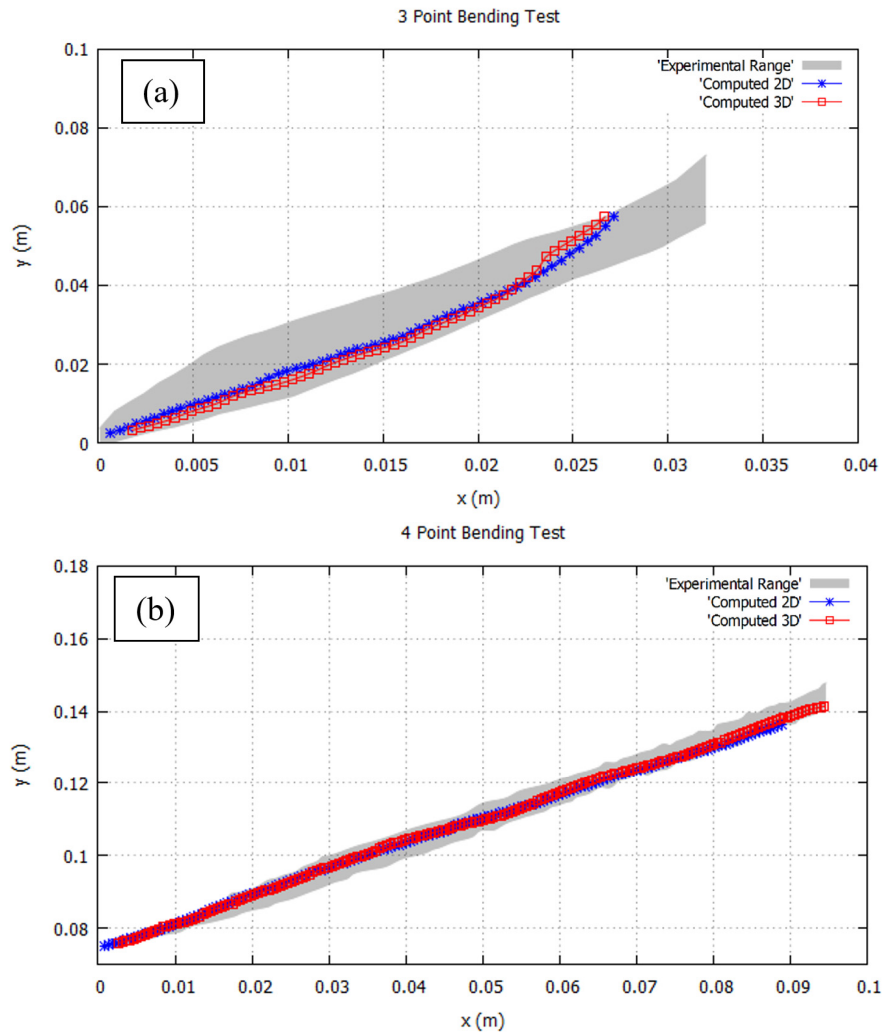 3 Point Bending Test
(a)
'Experimental Range'
'Computed 2D'
'Computed 3D'
0.1
0.08
0.06
0.04
0.02
0
y (m)
0 0.005 0.01 0.015 0.02 0.025 0.03 0.035 0.04
x (m)
4 Point Bending Test
(b)
'Experimental Range'
'Computed 2D'
'Computed 3D'
0.18
0.16
0.14
0.12
0.1
0.08
y (m)
0 0.01 0.02 0.03 0.04 0.05 0.06 0.07 0.08 0.09 0.1
x (m)